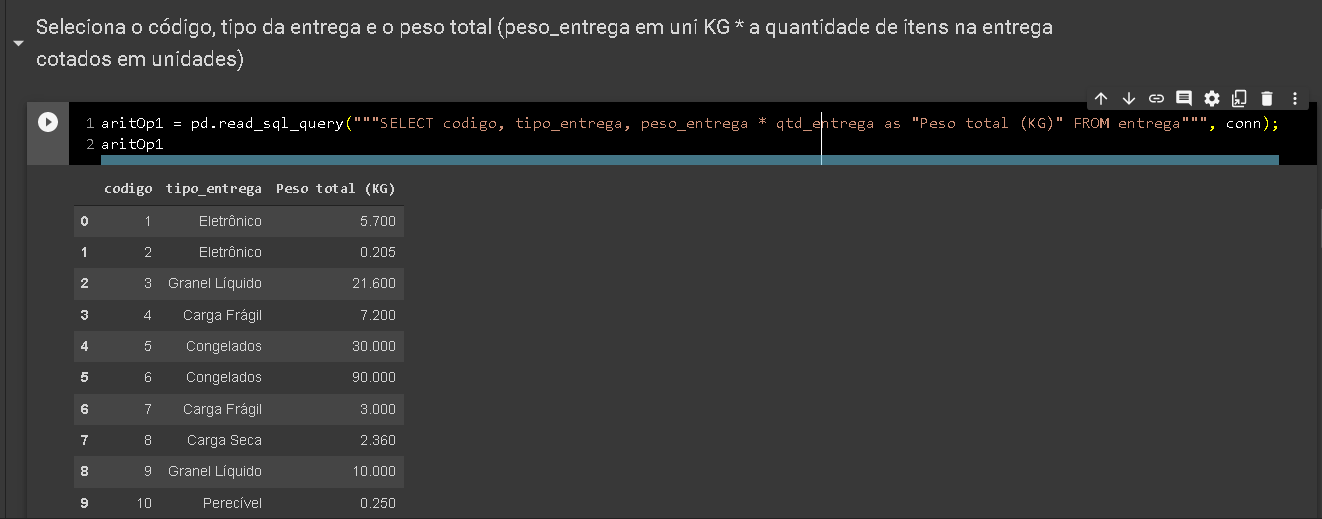 Seleciona o código, tipo da entrega e o peso total (peso_entrega em uni KG * a quantidade de itens na entrega
cotados em unidades)
1 aritOp1 = pd.read_sql_query("""SELECT codigo, tipo_entrega, peso_entrega * qtd_entrega as "Peso total (KG)" FROM entrega""", conn);
2 aritOp1
codigo tipo_entrega Peso total (KG)
0 1 Eletrônico 5.700
1 2 Eletrônico 0.205
2 3 Granel Líquido 21.600
3 4 Carga Frágil 7.200
4 5 Congelados 30.000
5 6 Congelados 90.000
6 7 Carga Frágil 3.000
7 8 Carga Seca 2.360
8 9 Granel Líquido 10.000
9 10 Perecível 0.250